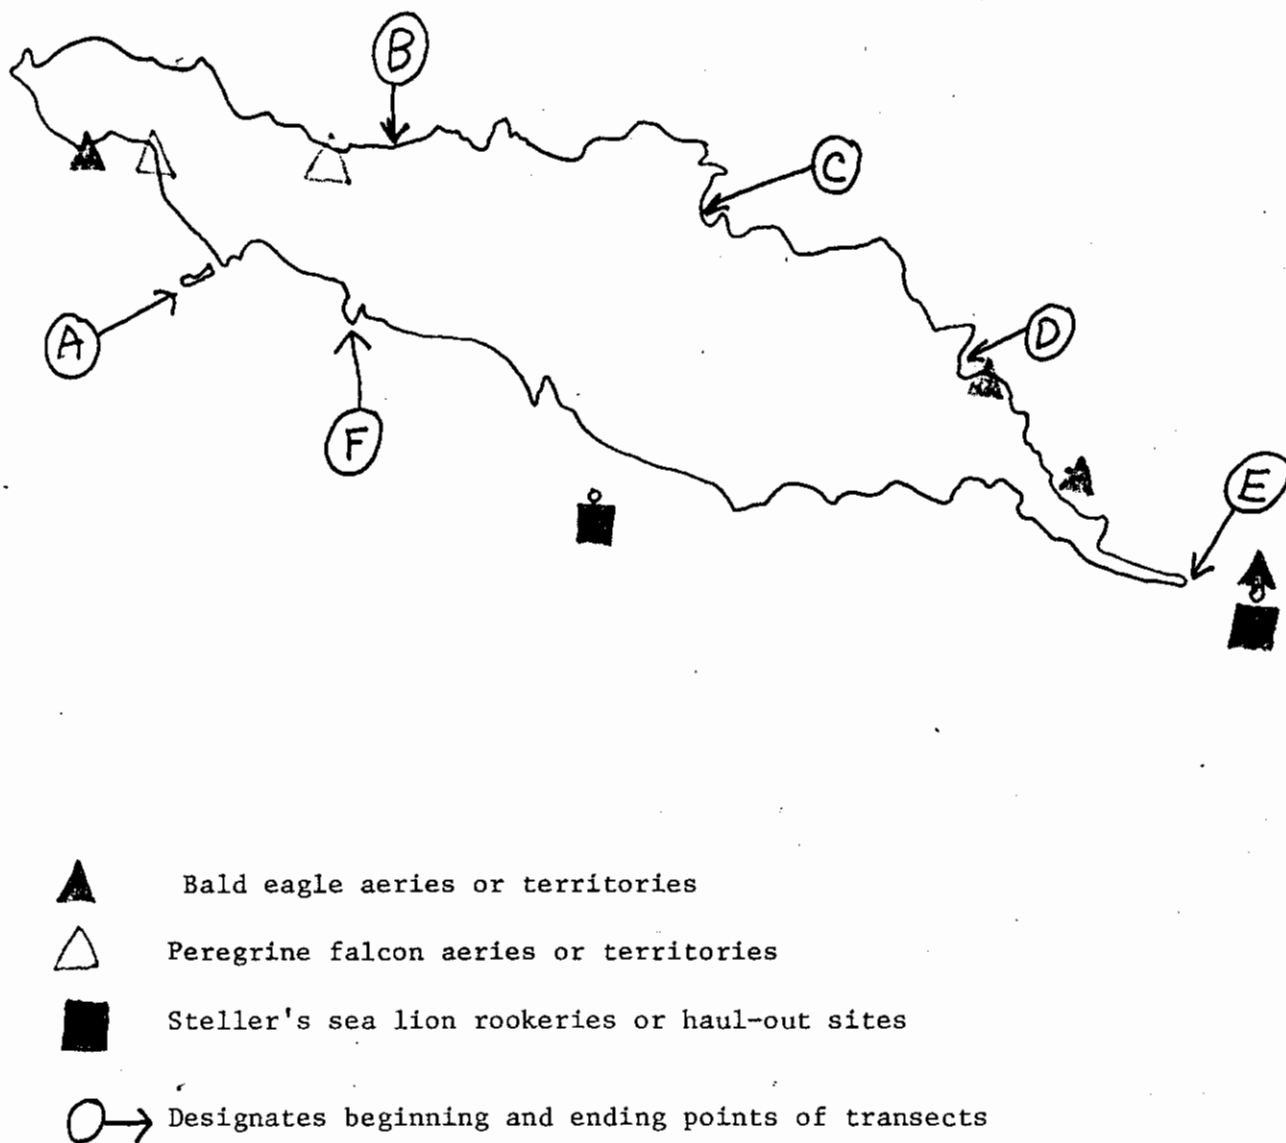 B
C
A
D
F
E
Bald eagle aeries or territories
Peregrine falcon aeries or territories
Steller's sea lion rookeries or haul-out sites
Designates beginning and ending points of transects